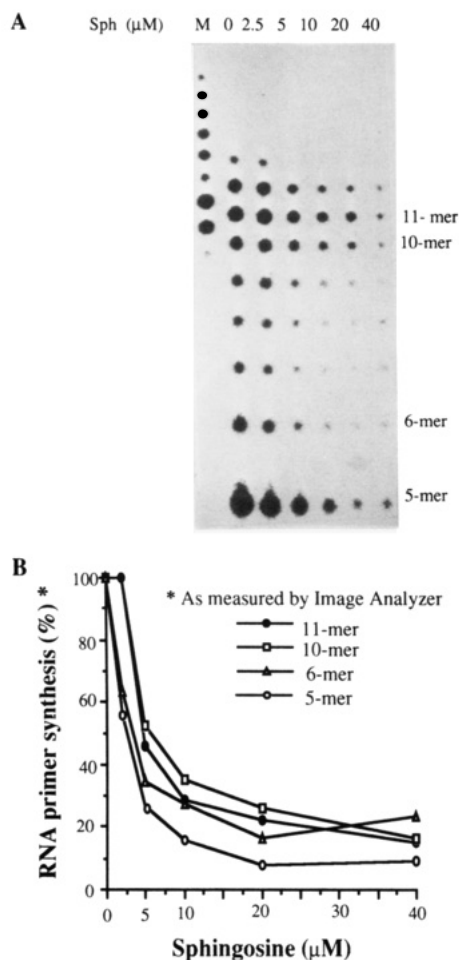 A
Sph (μM) M 0 2.5 5 10 20 40
11- mer
10-mer
6-mer
5-mer
B
RNA primer synthesis (%) *
100
80
60
40
20
0
* As measured by Image Analyzer
11-mer
10-mer
6-mer
5-mer
0 5 10 20 30 40
Sphingosine (μM)